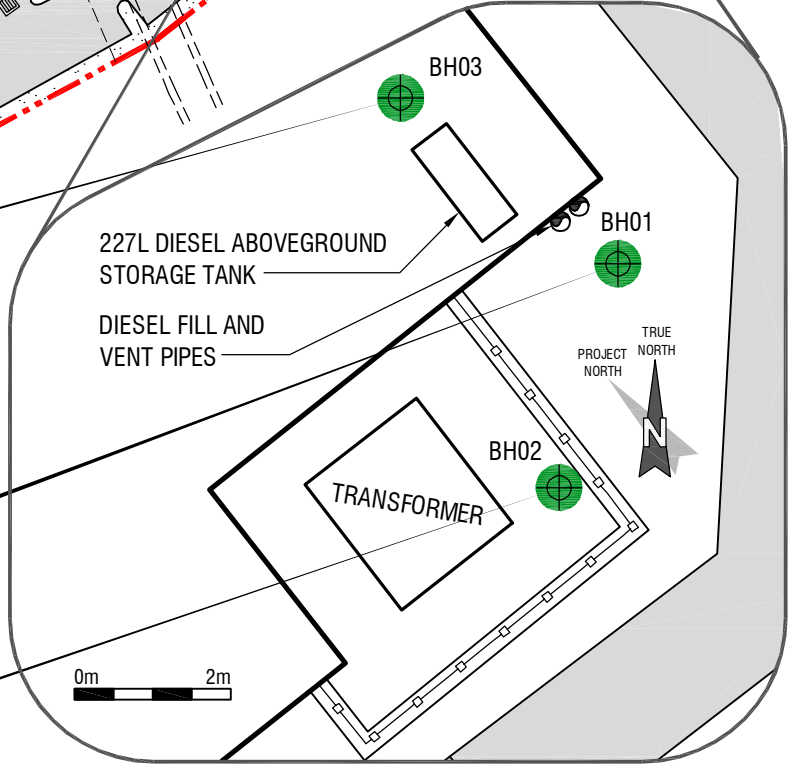 BH03
227L DIESEL ABOVEGROUND
STORAGE TANK
BH01
DIESEL FILL AND
VENT PIPES
TRUE
NORTH
PROJECT
NORTH
N
BH02
TRANSFORMER
0m 2m